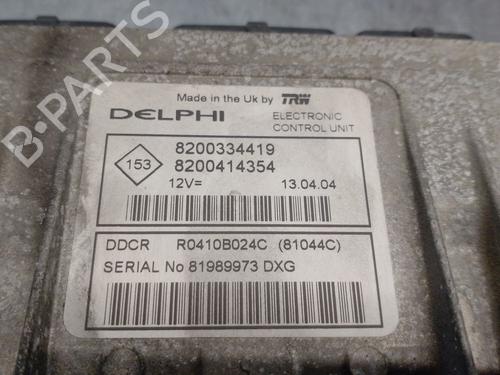 B-PARTS
Made in the Uk by TRW
DELPHI
ELECTRONIC
CONTROL UNIT
153
8200334419
8200414354
12V=
13.04.04
DDCR R0410B024C (81044C)
SERIAL No 81989973 DXG